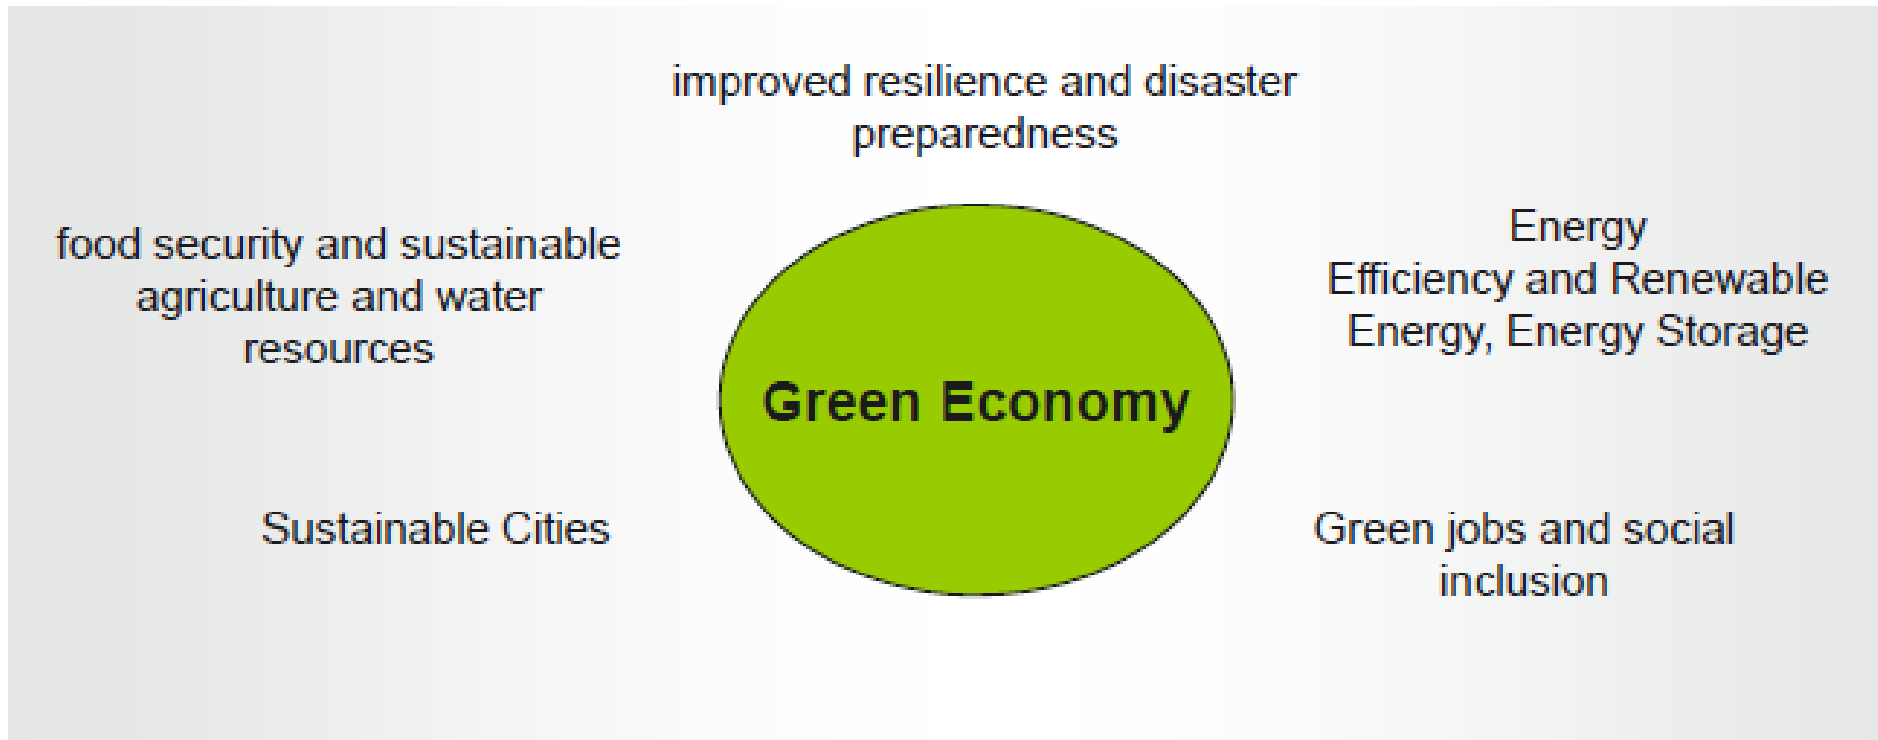 improved resilience and disaster
preparedness
food security and sustainable
agriculture and water
resources
Energy
Efficiency and Renewable
Energy, Energy Storage
Green Economy
Sustainable Cities
Green jobs and social
inclusion